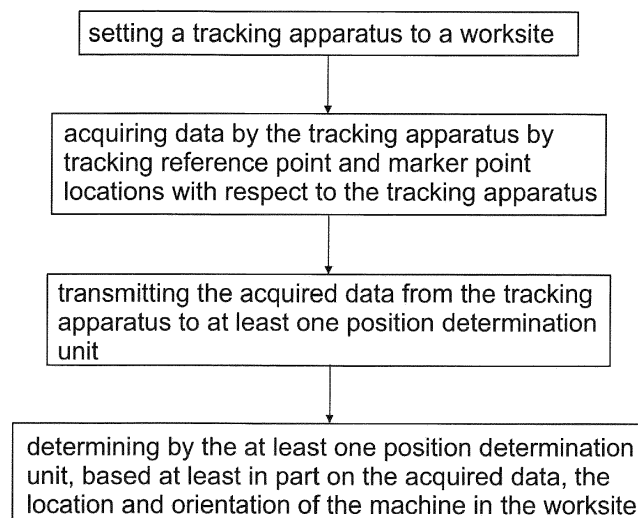 setting a tracking apparatus to a worksite
acquiring data by the tracking apparatus by
tracking reference point and marker point
locations with respect to the tracking apparatus
transmitting the acquired data from the tracking
apparatus to at least one position determination
unit
determining by the at least one position determination
unit, based at least in part on the acquired data, the
location and orientation of the machine in the worksite